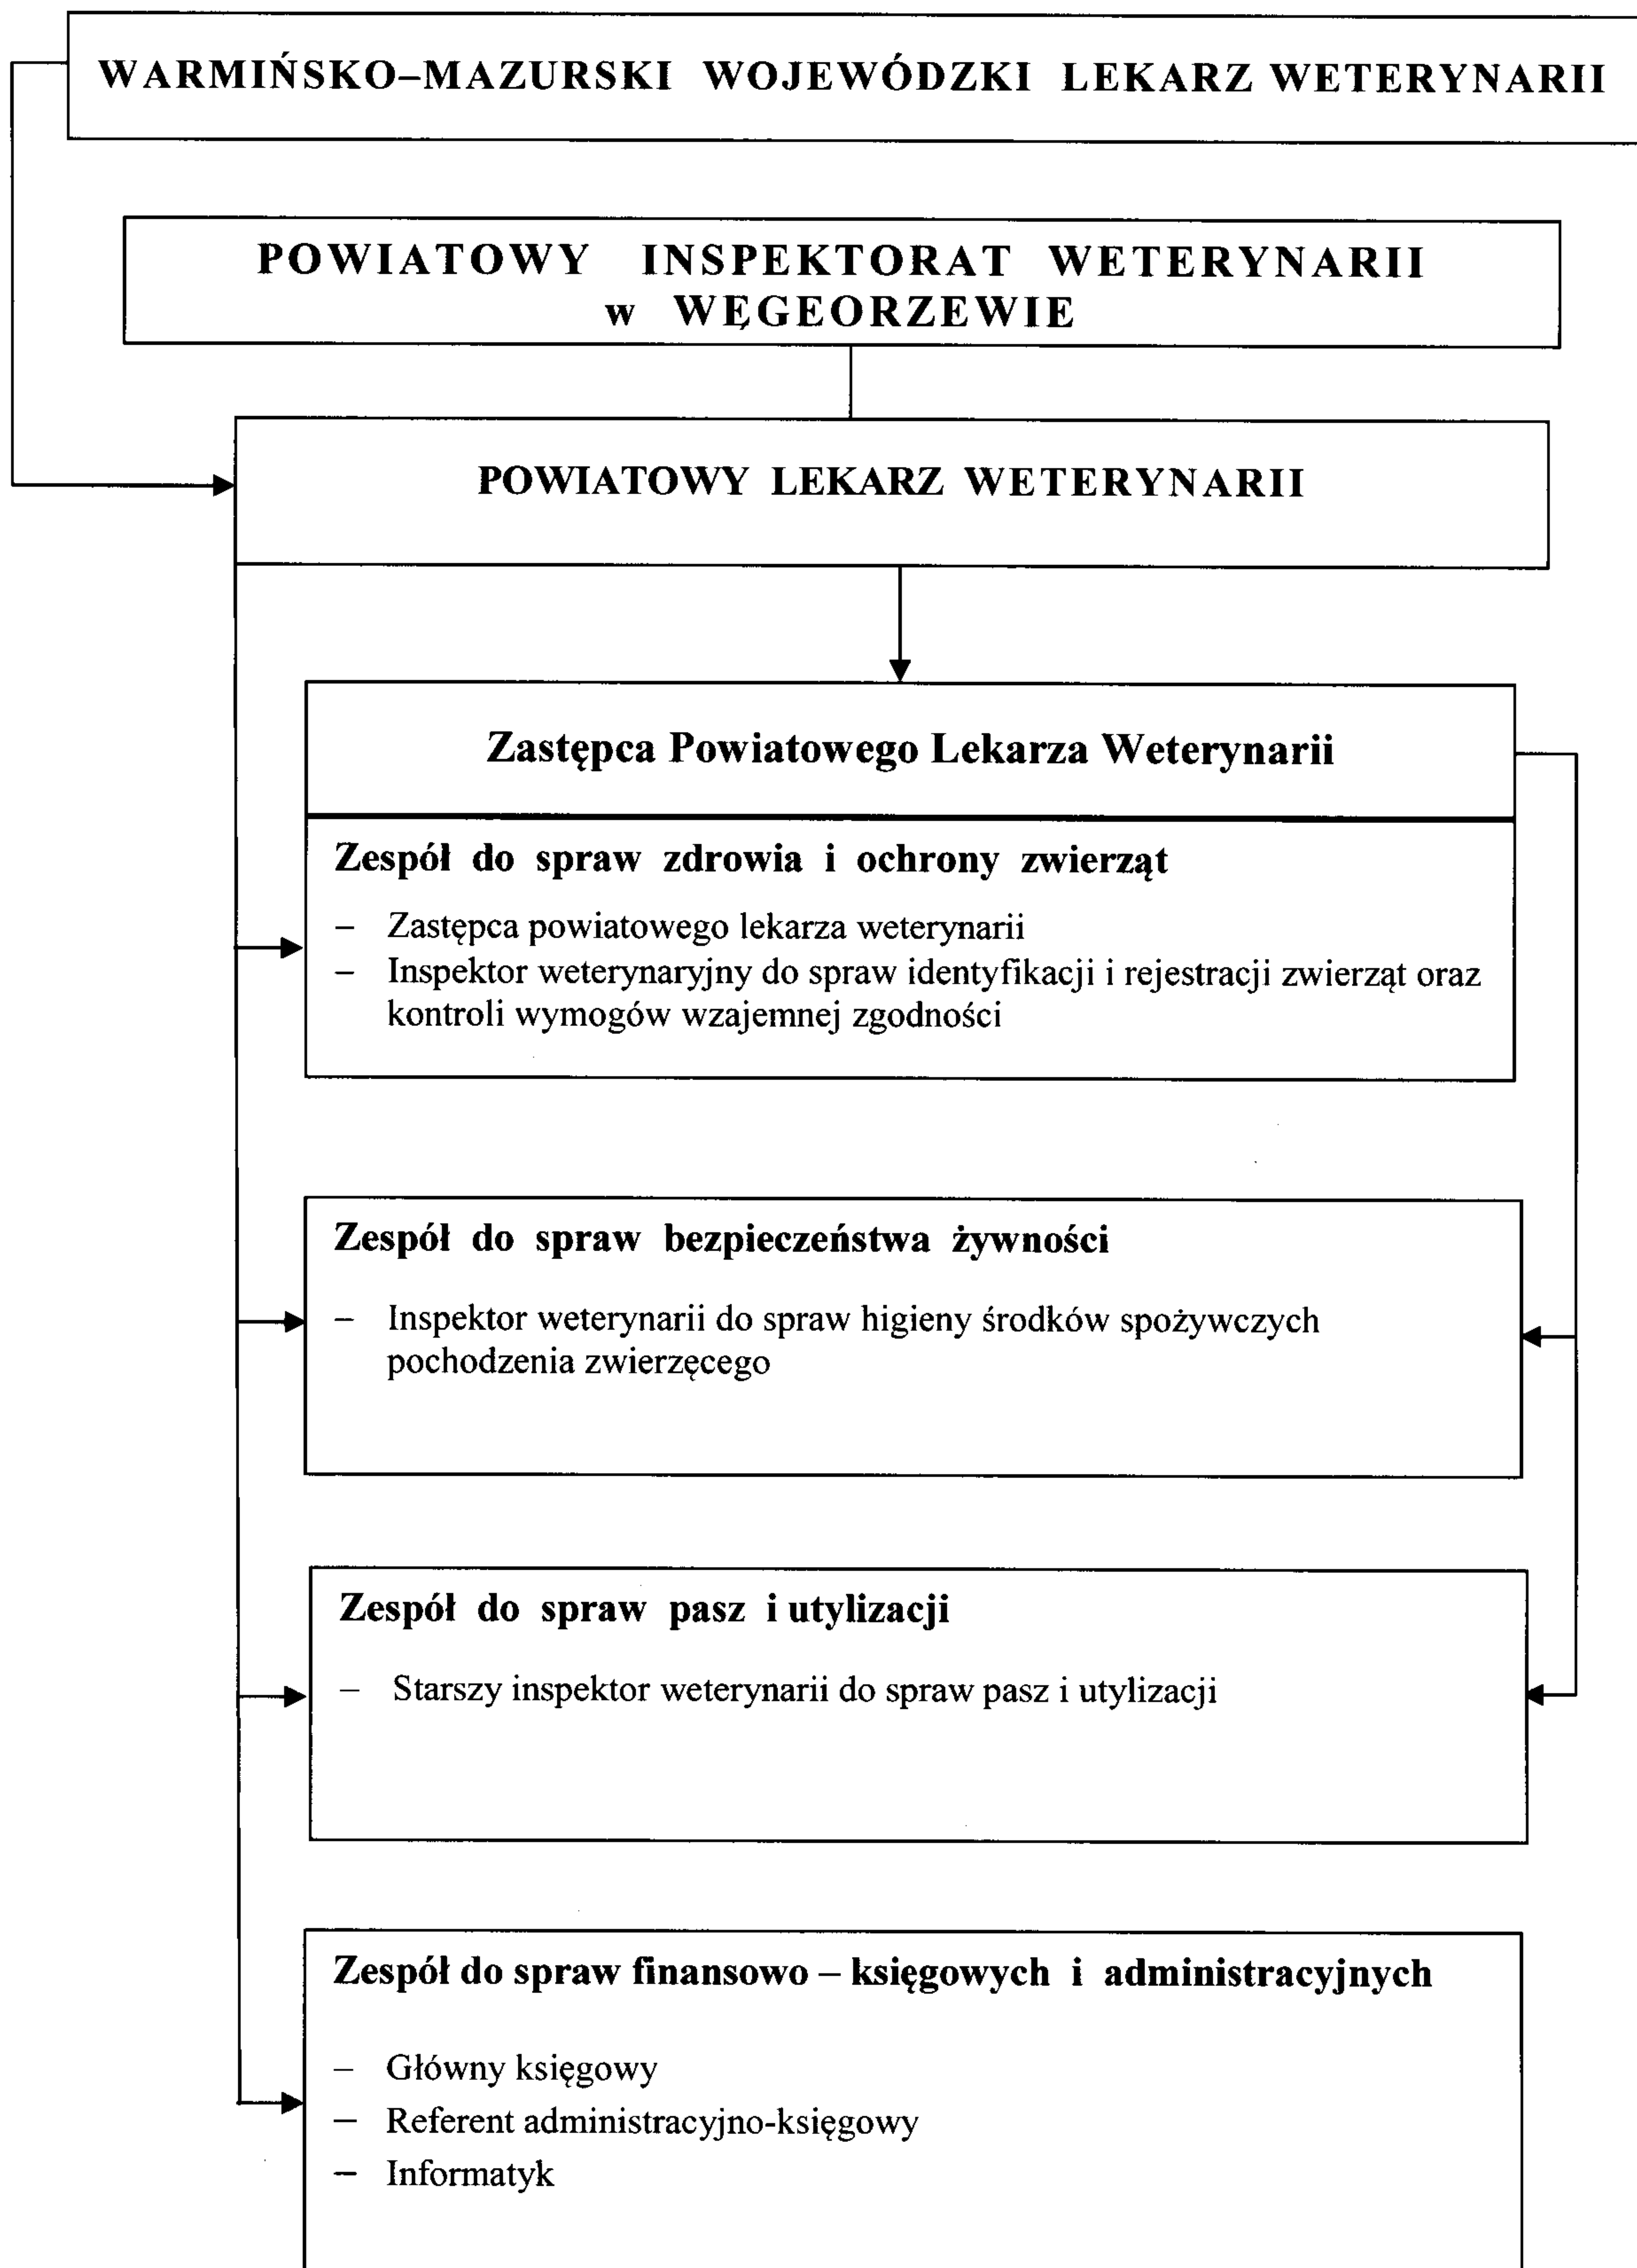 WARMIŃSKO–MAZURSKI WOJEWÓDZKI LEKARZ WETERYNARII
POWIATOWY INSPEKTORAT WETERYNARII
w WĘGEORZEWIE
POWIATOWY LEKARZ WETERYNARII
Zastępca Powiatowego Lekarza Weterynarii
Zespół do spraw zdrowia i ochrony zwierząt
– Zastępca powiatowego lekarza weterynarii
– Inspektor weterynaryjny do spraw identyfikacji i rejestracji zwierząt oraz
kontroli wymogów wzajemnej zgodności
Zespół do spraw bezpieczeństwa żywności
– Inspektor weterynarii do spraw higieny środków spożywczych
pochodzenia zwierzęcego
Zespół do spraw pasz i utylizacji
– Starszy inspektor weterynarii do spraw pasz i utylizacji
Zespół do spraw finansowo – księgowych i administracyjnych
– Główny księgowy
– Referent administracyjno-księgowy
– Informatyk